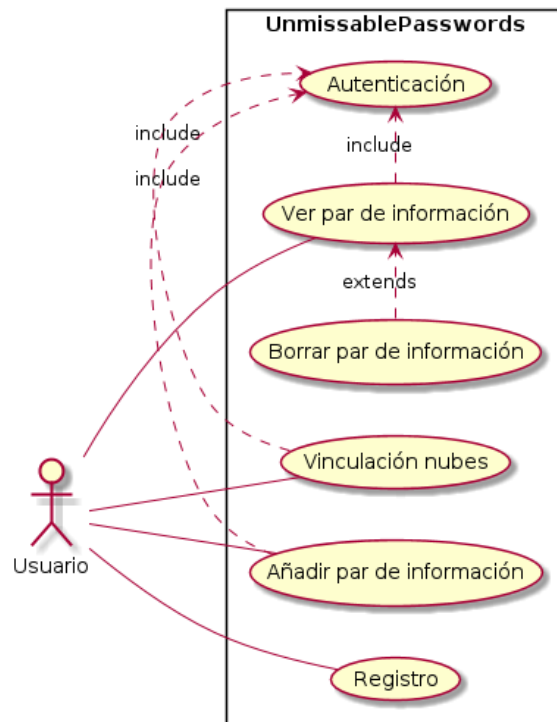 UnmissablePasswords
Autenticación
include
include
include
Ver par de información
extends
Borrar par de información
Vinculación nubes
Usuario
Añadir par de información
Registro